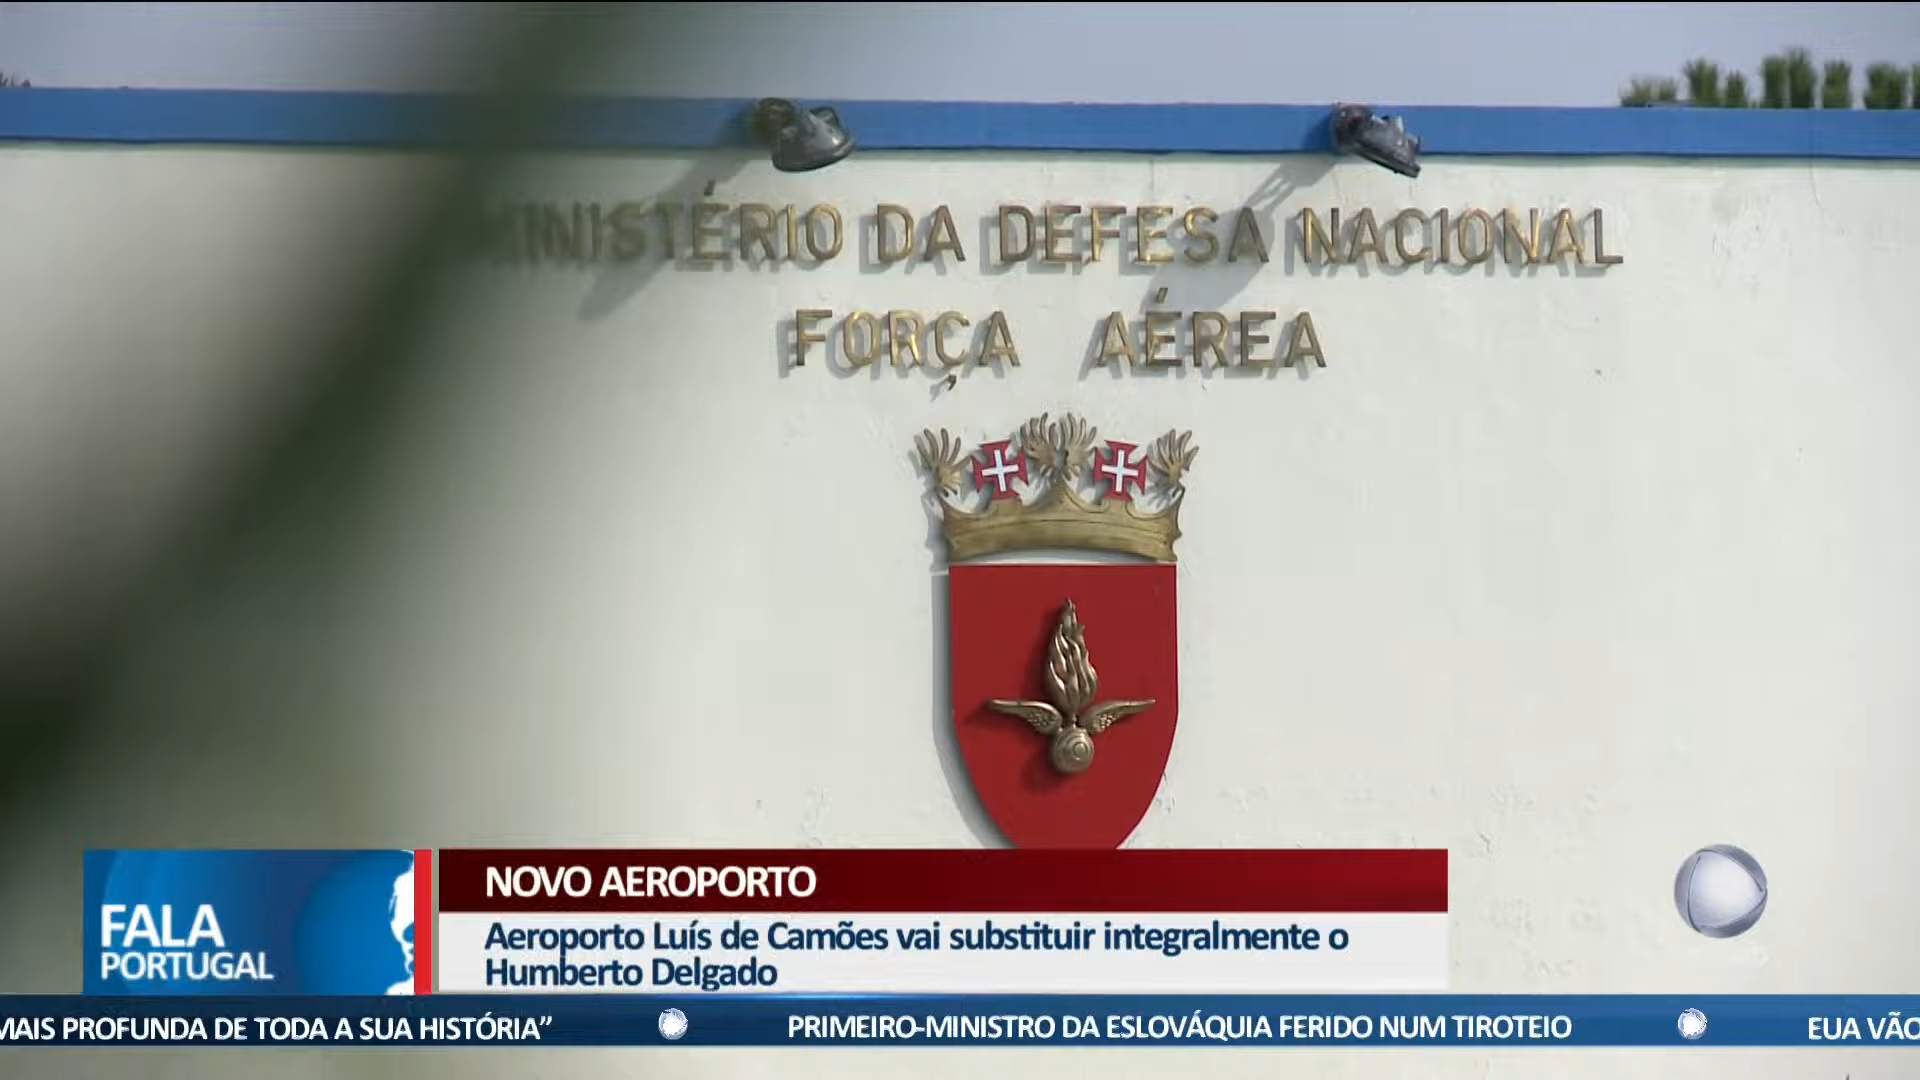 MINISTÉRIO DA DEFESA NACIONAL
FORÇA AÉREA
NOVO AEROPORTO
Aeroporto Luís de Camões vai substituir integralmente o
Humberto Delgado
FALA
PORTUGAL
MAIS PROFUNDA DE TODA A SUA HISTÓRIA” PRIMEIRO-MINISTRO DA ESLOVÁQUIA FERIDO NUM TIROTEIO EUA VÃO